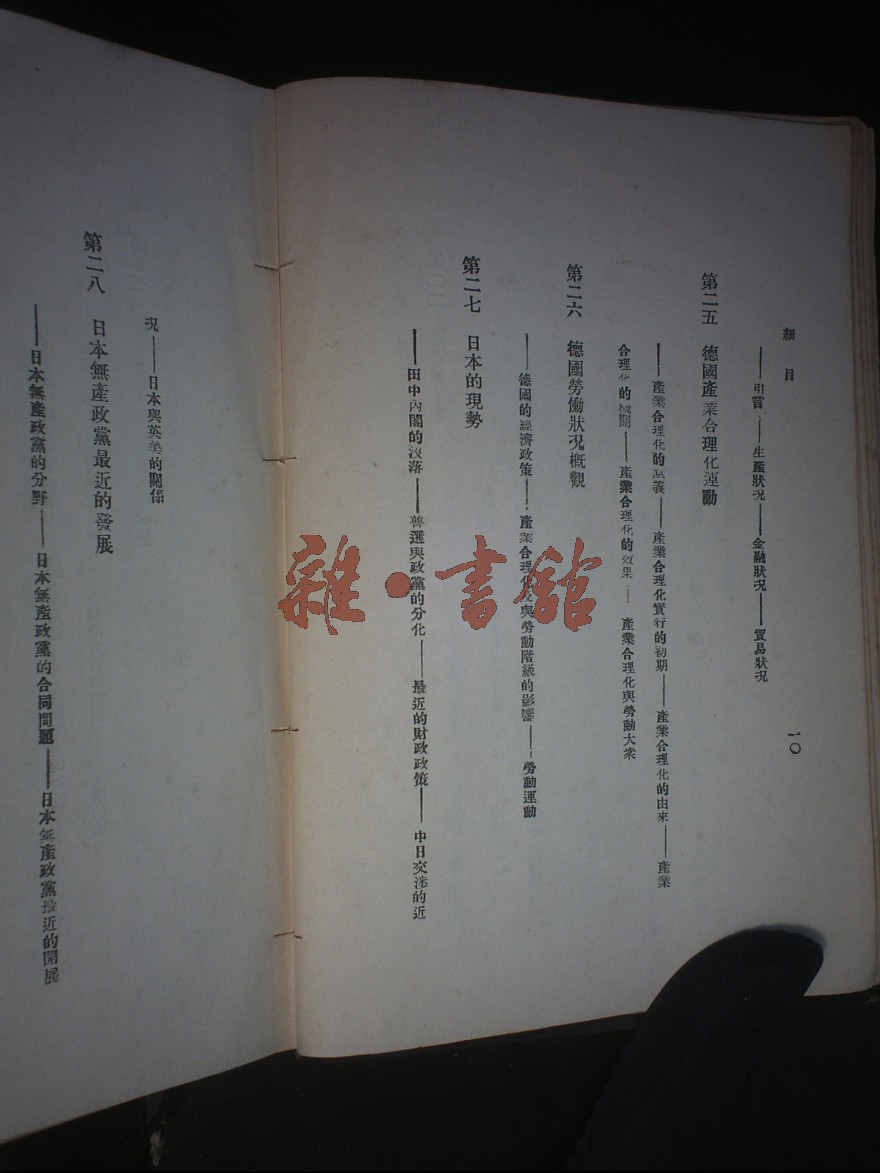 細目
一〇
——引言——生產狀況——金融狀況——貿易狀況
第二五　德國產業合理化運動
——產業合理化的意義——產業合理化實行的初期——產業合理化的由來——產業
合理化的機關——產業合理化的效果——產業合理化與勞動大衆
第二六　德國勞働狀況概觀
——德國的經濟政策——產業合理化及與勞動階級的影響——勞動運動
第二七　日本的現勢
——田中內閣的沒落——普選與政黨的分化——最近的財政政策——中日交涉的近
況——日本與英美的關係
第二八　日本無產政黨最近的發展
——日本無產政黨的分野——日本無產政黨的合同問題——日本無產政黨最近的開展
雜·書館